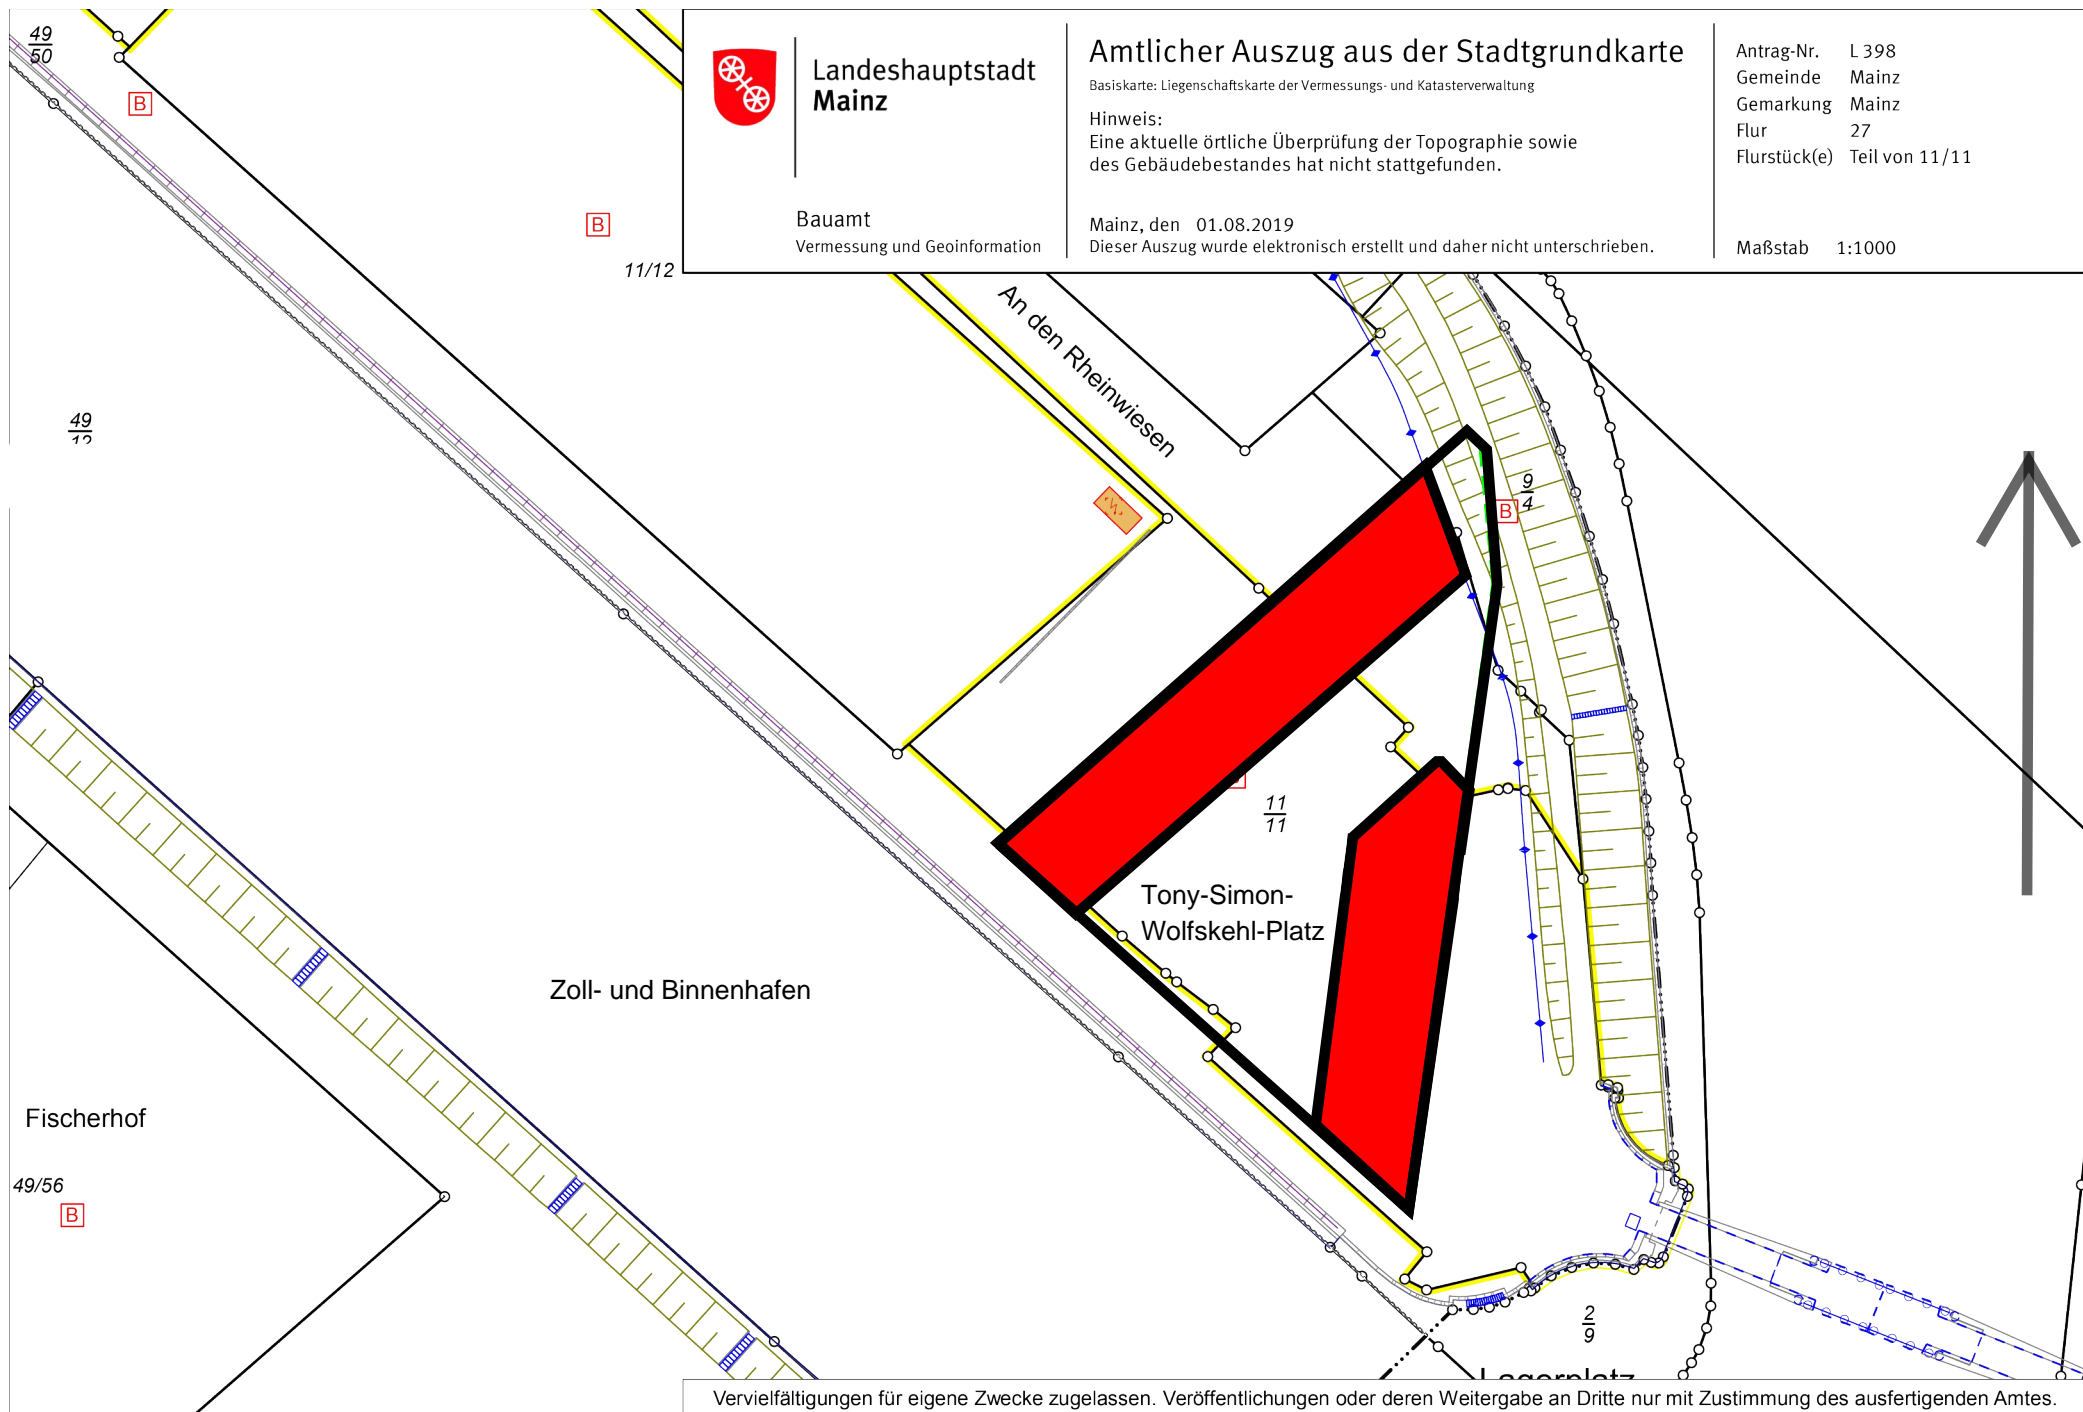 Landeshauptstadt
Mainz
Bauamt
Vermessung und Geoinformation
Amtlicher Auszug aus der Stadtgrundkarte
Basiskarte: Liegenschaftskarte der Vermessungs- und Katasterverwaltung
Hinweis:
Eine aktuelle örtliche Überprüfung der Topographie sowie
des Gebäudebestandes hat nicht stattgefunden.
Mainz, den 01.08.2019
Dieser Auszug wurde elektronisch erstellt und daher nicht unterschrieben.
Antrag-Nr. L 398
Gemeinde Mainz
Gemarkung Mainz
Flur 27
Flurstück(e) Teil von 11/11
Maßstab 1:1000
49
50
B
B
11/12
An den Rheinwiesen
49
12
9
4
B
11
11
Tony-Simon-
Wolfskehl-Platz
Zoll- und Binnenhafen
Fischerhof
49/56
B
2
9
Lagerplatz
Vervielfältigungen für eigene Zwecke zugelassen. Veröffentlichungen oder deren Weitergabe an Dritte nur mit Zustimmung des ausfertigenden Amtes.